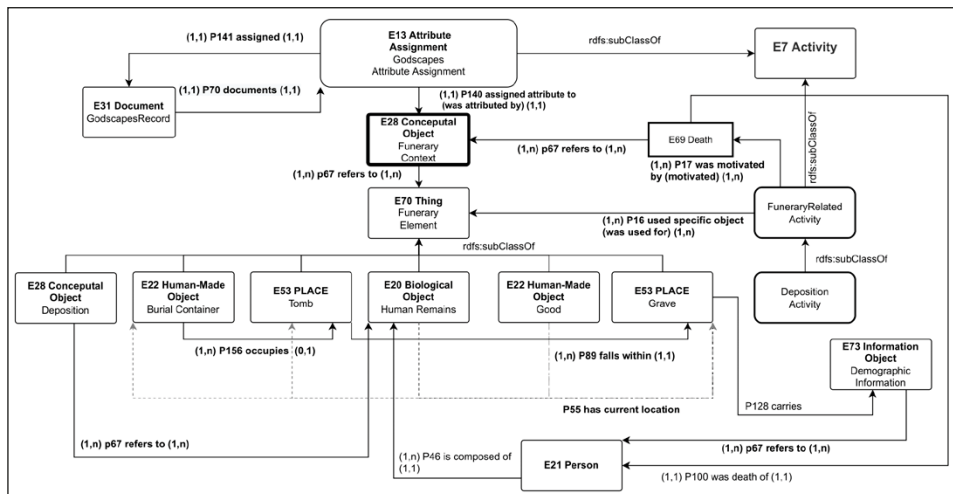 E13 Attribute
Assignment
Godscapes
Attribute Assignment
(1,1) P141 assigned (1,1)
rdfs:subClassOf
E7 Activity
(1,1) P70 documents (1,1)
E31 Document
GodscapesRecord
(1,1) P140 assigned attribute to
(was attributed by) (1,1)
E28 Conceputal
Object
Funerary
Context
E69 Death
(1,n) p67 refers to (1,n)
rdfs:subClassOf
(1,n) P17 was motivated
by (motivated) (1,n)
(1,n) p67 refers to (1,n)
E70 Thing
Funerary
Element
(1,n) P16 used specific object
(was used for) (1,n)
FuneraryRelated
Activity
rdfs:subClassOf
rdfs:subClassOf
E28 Conceputal
Object
Deposition
E22 Human-Made
Object
Burial Container
E53 PLACE
Tomb
E20 Biological
Object
Human Remains
E22 Human-Made
Object
Good
E53 PLACE
Grave
Deposition
Activity
(1,n) P156 occupies (0,1)
(1,n) P89 falls within (1,1)
E73 Information
Object
Demographic
Information
P55 has current location
P128 carries
(1,n) p67 refers to (1,n)
(1,n) P46 is composed of
(1,1)
(1,n) p67 refers to (1,n)
E21 Person
(1,1) P100 was death of (1,1)